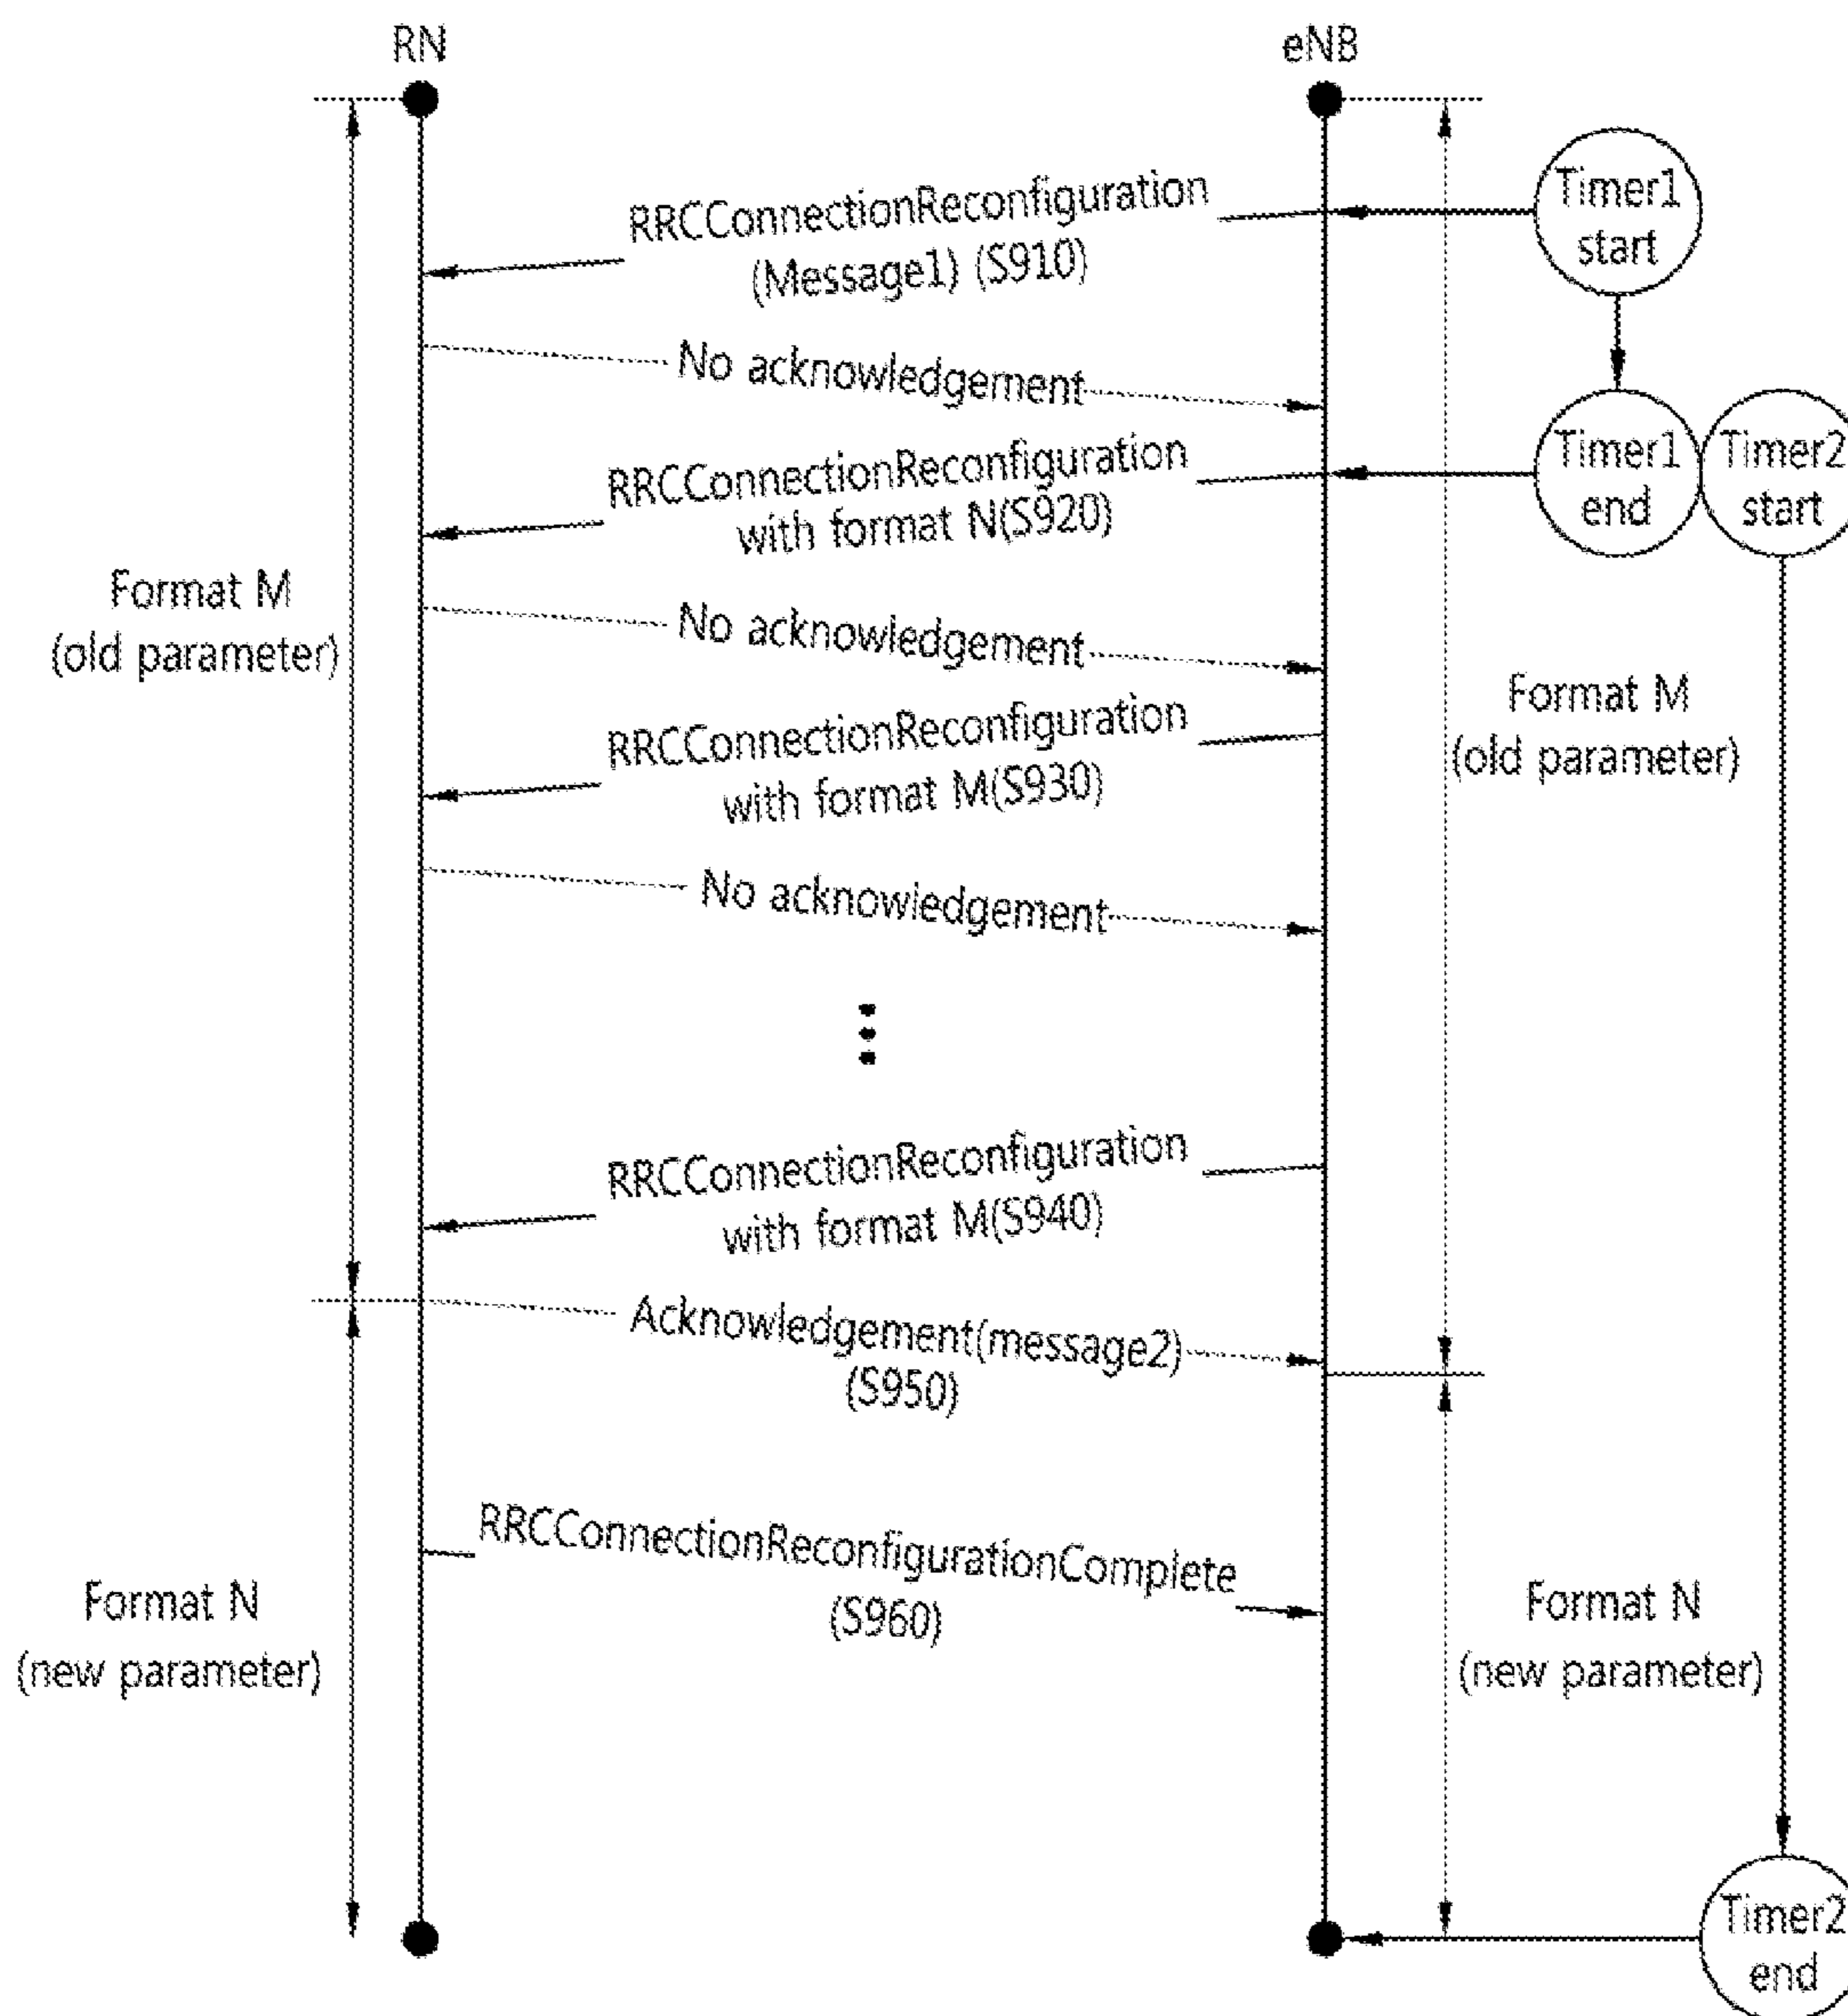 RN
eNB
Timer1
start
RRCConnectionReconfiguration
(Message1) (S910)
No acknowledgement
Timer1
end
Timer2
start
RRCConnectionReconfiguration
with format N(S920)
Format M
(old parameter)
No acknowledgement
Format M
(old parameter)
RRCConnectionReconfiguration
with format M(S930)
No acknowledgement
RRCConnectionReconfiguration
with format M(S940)
Acknowledgement(message2)
(S950)
RRCConnectionReconfigurationComplete
(S960)
Format N
(new parameter)
Format N
(new parameter)
Timer2
end